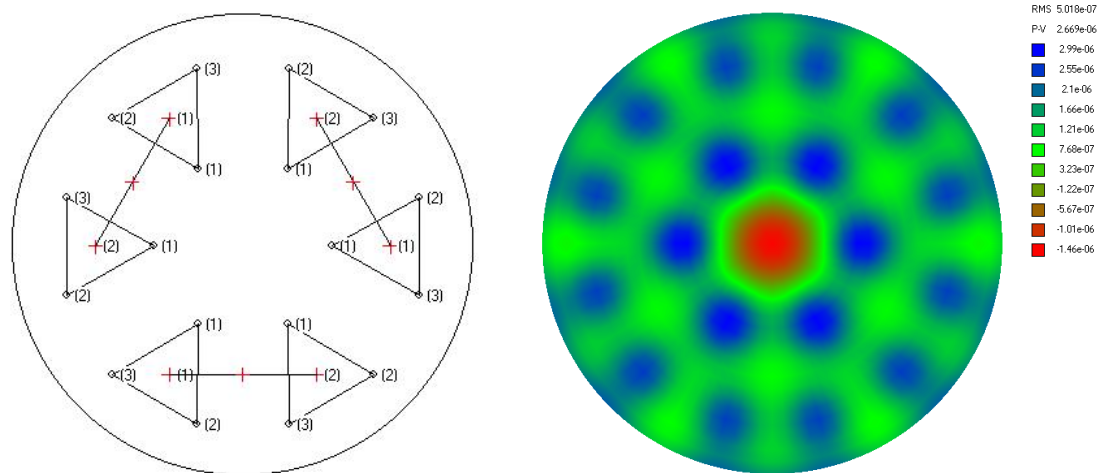 (3) (2)
(2) (1) (2) (3)
(1) (1)
(3) (2)
(2) (1) (1) (1)
(2) (3)
(1) (1)
(3) (1) (2) (2)
(2) (3)
RMS 5.018e-07
P-V 2.669e-06
2.99e-06
2.55e-06
2.1e-06
1.66e-06
1.21e-06
7.68e-07
3.23e-07
-1.22e-07
-5.67e-07
-1.01e-06
-1.46e-06